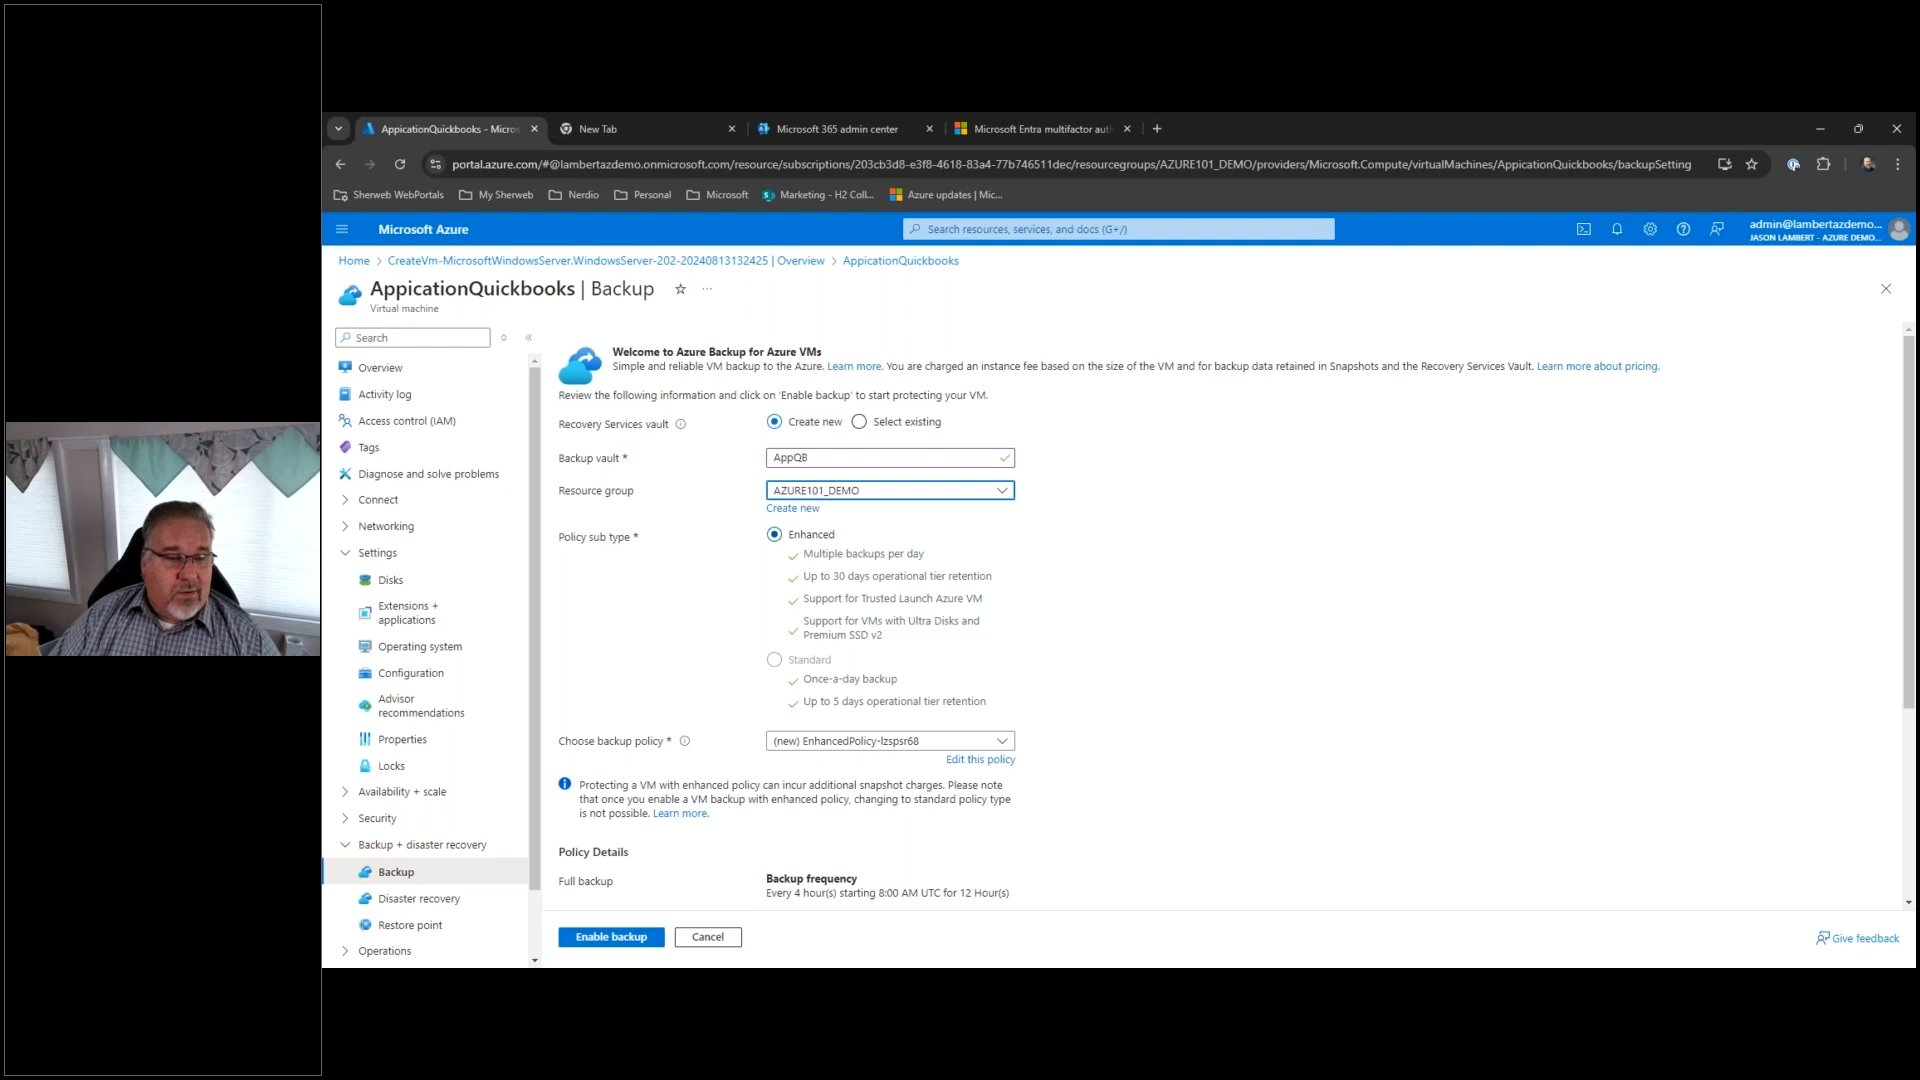 AppicationQuickbooks - Micros
New Tab
Microsoft 365 admin center
Microsoft Entra multifactor aut
portal.azure.com/#@lambertazdemo.onmicrosoft.com/resource/subscriptions/203cb3d8-e3f8-4618-83a4-77b746511dec/resourcegroups/AZURE101_DEMO/providers/Microsoft.Compute/virtualMachines/AppicationQuickbooks/backupSetting
Sherweb WebPortals
My Sherweb
Nerdio
Personal
Microsoft
Marketing - H2 Coll...
Azure updates | Mic...
Microsoft Azure
Search resources, services, and docs (G+/)
admin@lambertazdemo...
JASON LAMBERT - AZURE DEMO...
Home > CreateVm-MicrosoftWindowsServer.WindowsServer-202-20240813132425 | Overview > AppicationQuickbooks
AppicationQuickbooks | Backup
Virtual machine
Search
Overview
Activity log
Access control (IAM)
Tags
Diagnose and solve problems
Connect
Networking
Settings
Disks
Extensions +
applications
Operating system
Configuration
Advisor
recommendations
Properties
Locks
Availability + scale
Security
Backup + disaster recovery
Backup
Disaster recovery
Restore point
Operations
Welcome to Azure Backup for Azure VMs
Simple and reliable VM backup to the Azure. Learn more. You are charged an instance fee based on the size of the VM and for backup data retained in Snapshots and the Recovery Services Vault. Learn more about pricing.
Review the following information and click on 'Enable backup' to start protecting your VM.
Recovery Services vault
Create new
Select existing
Backup vault *
AppQB
Resource group
AZURE101_DEMO
Create new
Policy sub type *
Enhanced
Multiple backups per day
Up to 30 days operational tier retention
Support for Trusted Launch Azure VM
Support for VMs with Ultra Disks and
Premium SSD v2
Standard
Once-a-day backup
Up to 5 days operational tier retention
Choose backup policy *
(new) EnhancedPolicy-lzspsr68
Edit this policy
Protecting a VM with enhanced policy can incur additional snapshot charges. Please note
that once you enable a VM backup with enhanced policy, changing to standard policy type
is not possible. Learn more.
Policy Details
Full backup
Backup frequency
Every 4 hour(s) starting 8:00 AM UTC for 12 Hour(s)
Enable backup
Cancel
Give feedback